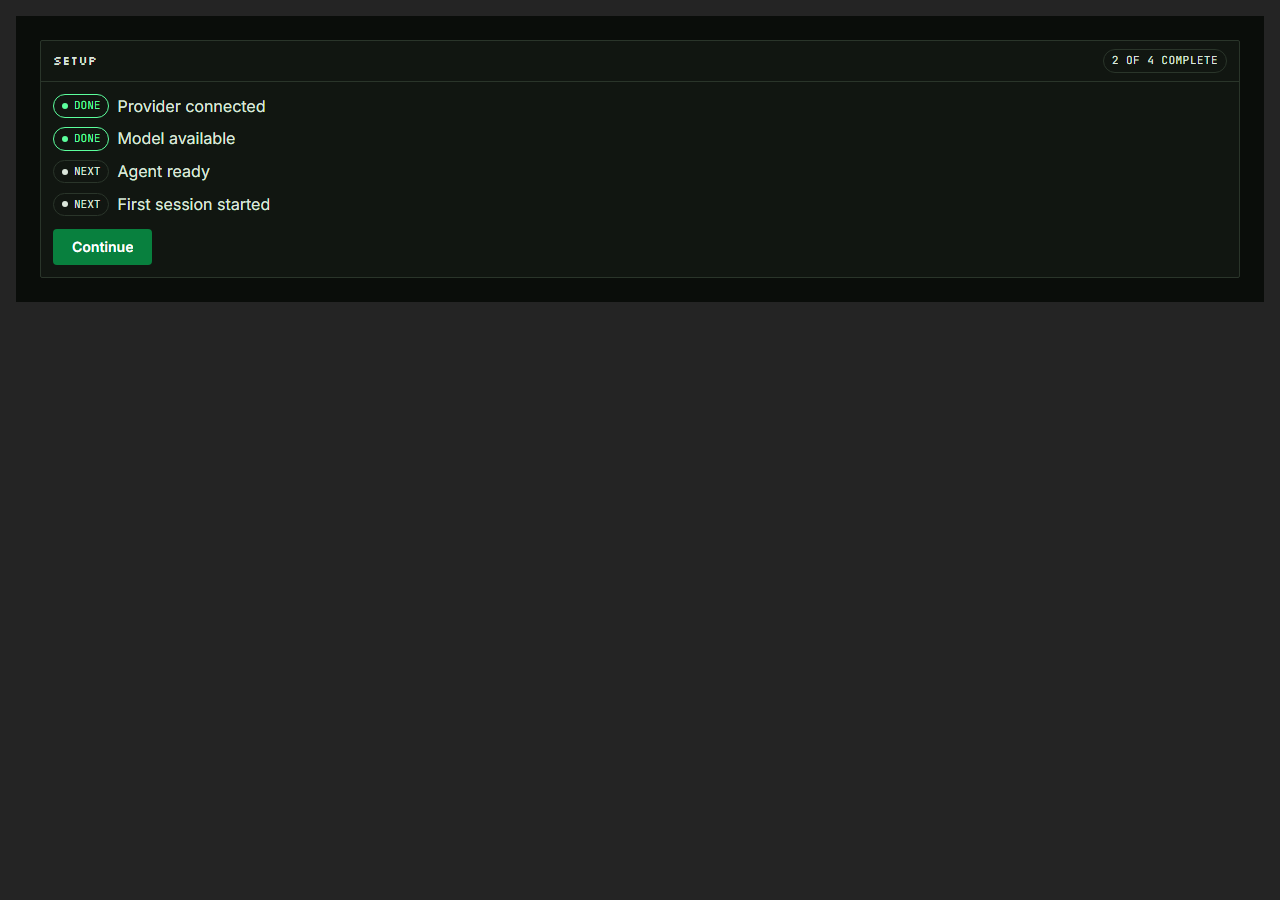 SETUP
2 OF 4 COMPLETE
DONE Provider connected
DONE Model available
NEXT Agent ready
NEXT First session started
Continue